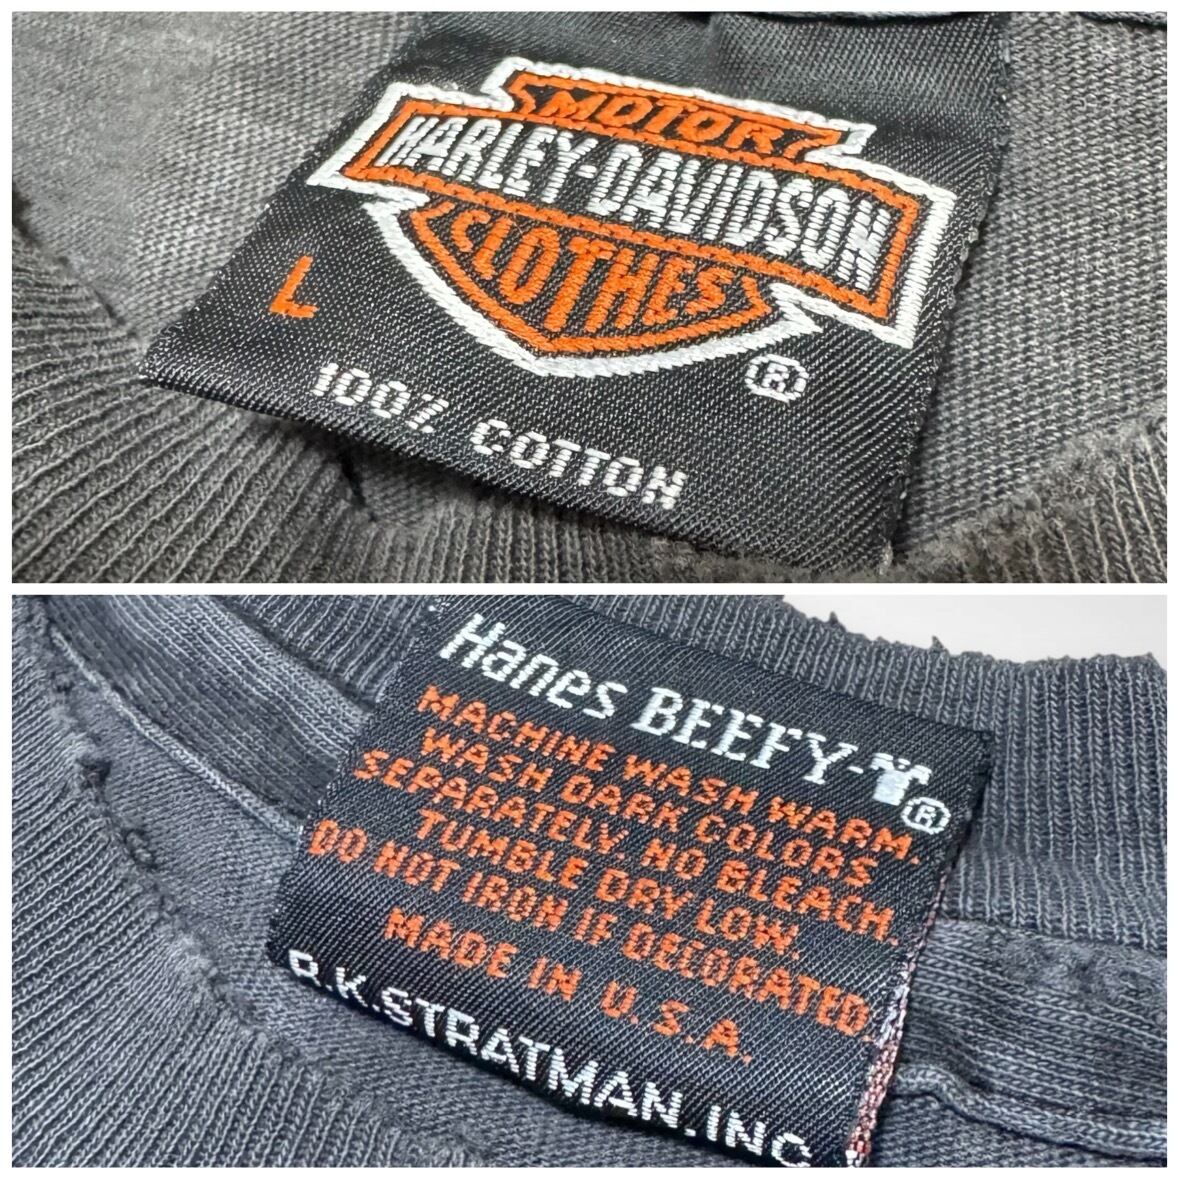 MOTOR
HARLEY-DAVIDSON
CLOTHES
®
L
100% COTTON
Hanes BEEFY-T®
MACHINE WASH WARM.
WASH DARK COLORS
SEPARATELY. NO BLEACH.
TUMBLE DRY LOW.
DO NOT IRON IF DECORATED.
MADE IN U.S.A.
R.K.STRATMAN.INC